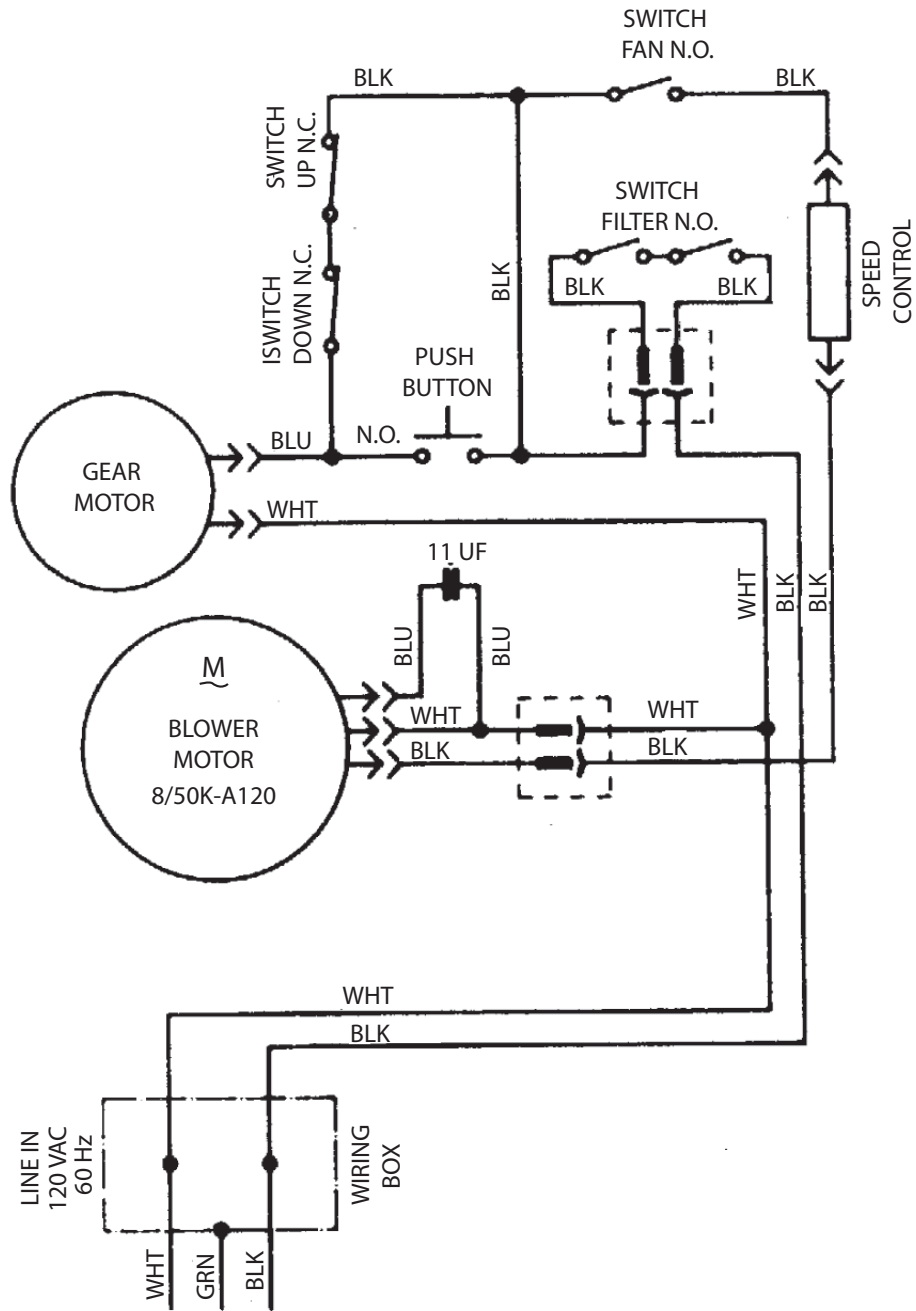 SWITCH
FAN N.O.
BLK
BLK
SWITCH
UP N.C.
SWITCH
FILTER N.O.
BLK
BLK
BLK
SPEED
CONTROL
ISWITCH
DOWN N.C.
PUSH
BUTTON
N.O.
BLU
GEAR
MOTOR
WHT
11 UF
BLU
BLU
WHT
BLK
BLK
M
BLOWER
MOTOR
8/50K-A120
WHT
BLK
WHT
BLK
WHT
BLK
LINE IN
120 VAC
60 Hz
WIRING
BOX
WHT
GRN
BLK